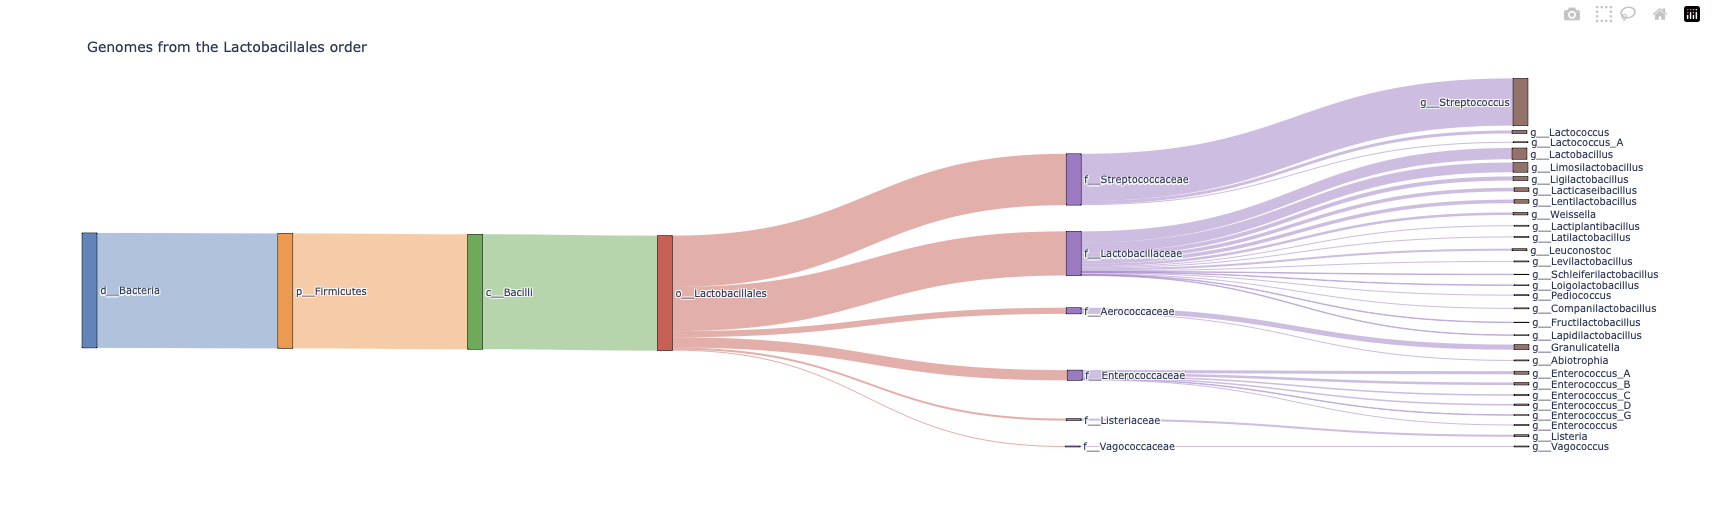 Genomes from the Lactobacillales order
d__Bacteria
p__Firmicutes
c__Bacilli
o__Lactobacillales
f__Streptococcaceae
f__Lactobacillaceae
f__Aerococcaceae
f__Enterococcaceae
f__Listeriaceae
f__Vagococcaceae
g__Streptococcus
g__Lactococcus
g__Lactococcus_A
g__Lactobacillus
g__Limosilactobacillus
g__Ligilactobacillus
g__Lacticaseibacillus
g__Lentilactobacillus
g__Weissella
g__Lactiplantibacillus
g__Latilactobacillus
g__Leuconostoc
g__Levilactobacillus
g__Schleiferilactobacillus
g__Loigolactobacillus
g__Pediococcus
g__Companilactobacillus
g__Fructilactobacillus
g__Lapidilactobacillus
g__Granulicatella
g__Abiotrophia
g__Enterococcus_A
g__Enterococcus_B
g__Enterococcus_C
g__Enterococcus_D
g__Enterococcus_G
g__Enterococcus
g__Listeria
g__Vagococcus